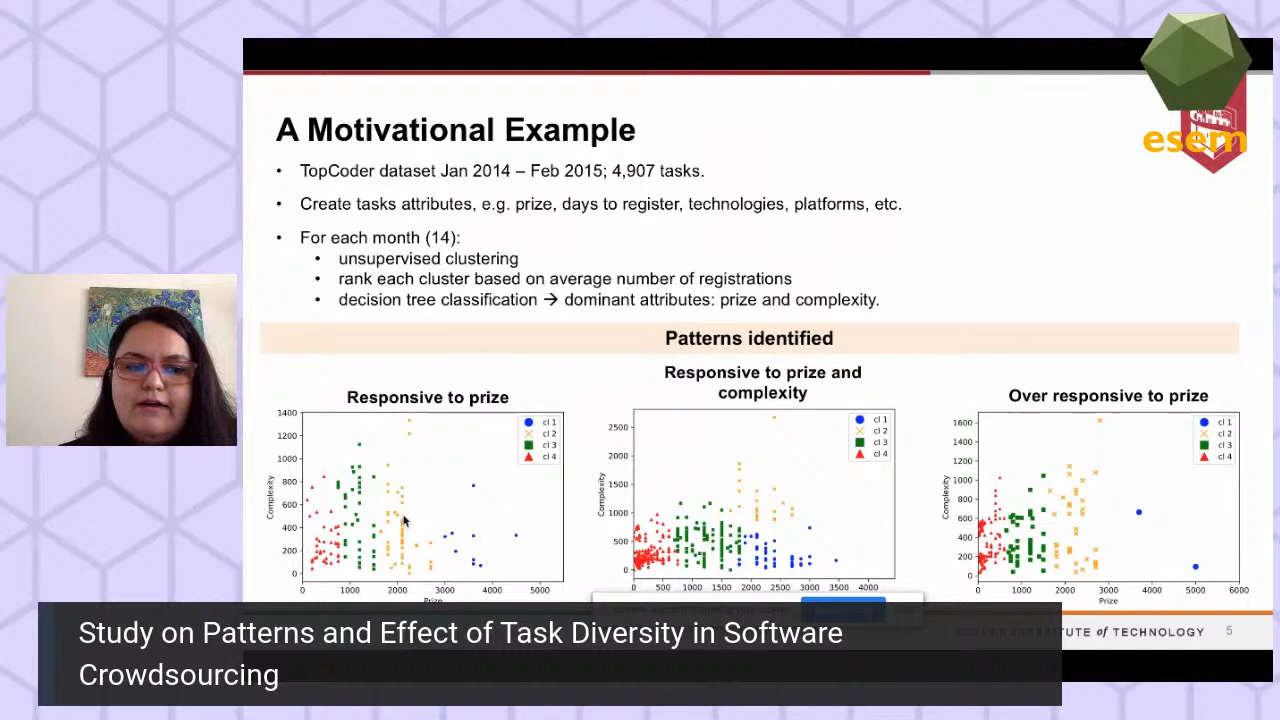 A Motivational Example
esem
• TopCoder dataset Jan 2014 – Feb 2015; 4,907 tasks.
• Create tasks attributes, e.g. prize, days to register, technologies, platforms, etc.
• For each month (14):
• unsupervised clustering
• rank each cluster based on average number of registrations
• decision tree classification → dominant attributes: prize and complexity.
Patterns identified
Responsive to prize
1400
1200
1000
800
600
400
200
0
Complexity
cl 1
cl 2
cl 3
cl 4
0 1000 2000 3000 4000 5000
Prize
Responsive to prize and
complexity
2500
2000
1500
1000
500
0
Complexity
cl 1
cl 2
cl 3
cl 4
0 500 1000 1500 2000 2500 3000 3500 4000
Over responsive to prize
1600
1400
1200
1000
800
600
400
200
0
Complexity
cl 1
cl 2
cl 3
cl 4
0 1000 2000 3000 4000 5000 6000
Prize
of TECHNOLOGY 5
Study on Patterns and Effect of Task Diversity in Software
Crowdsourcing